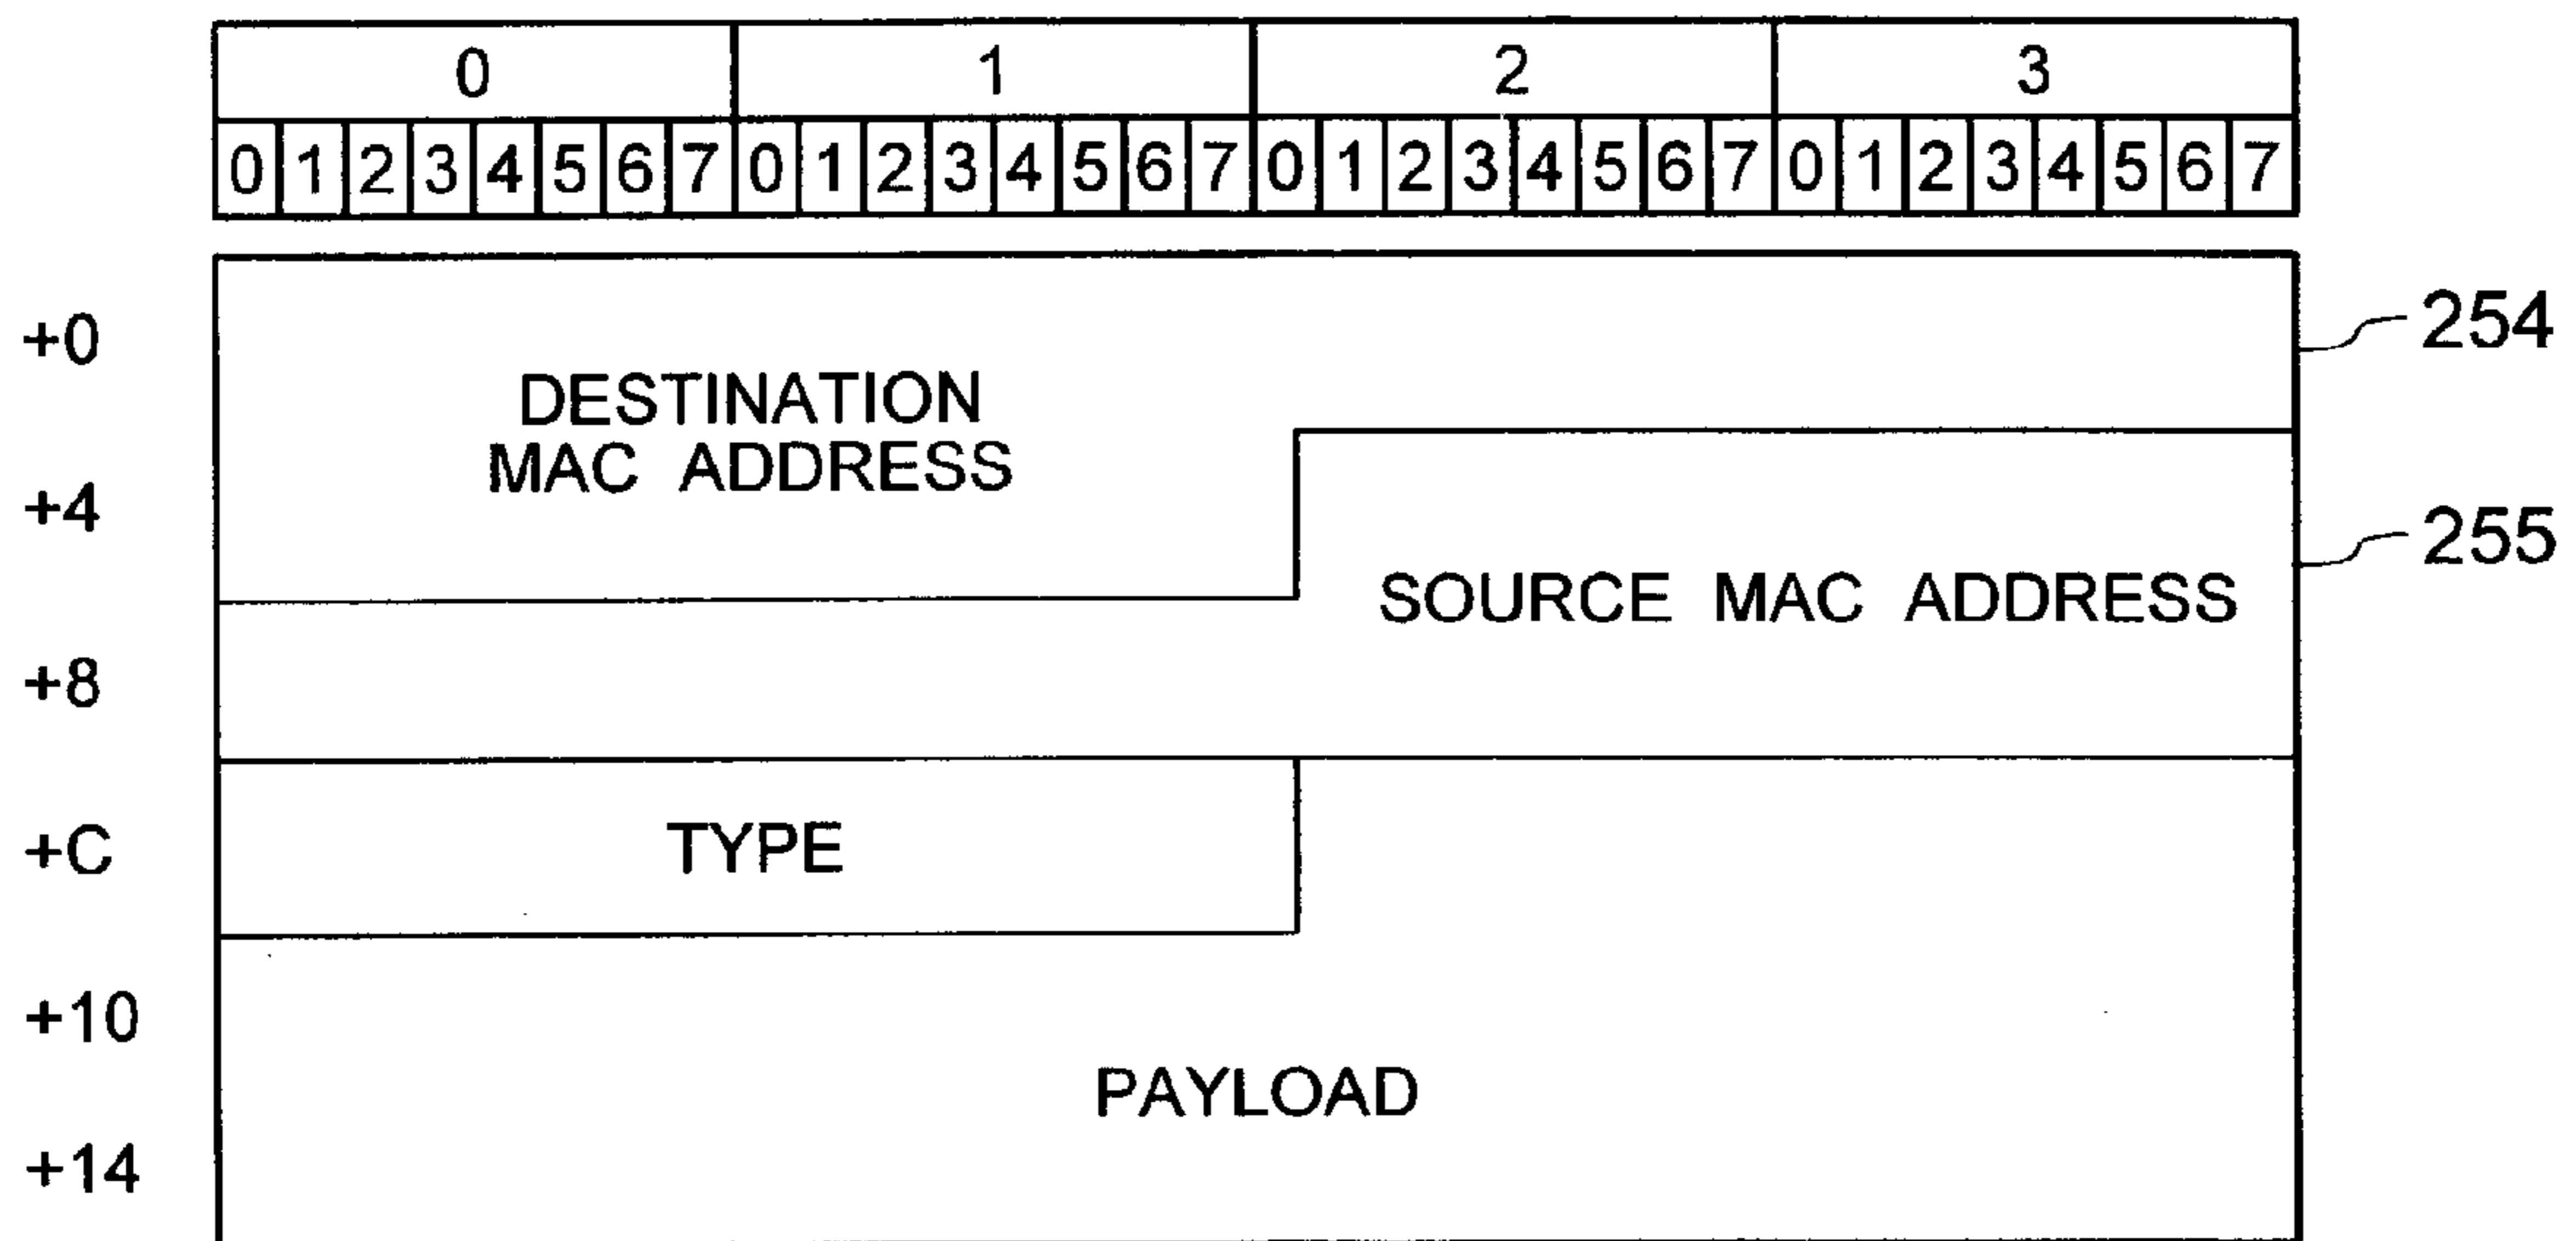 0 1 2 3
0 1 2 3 4 5 6 7 0 1 2 3 4 5 6 7 0 1 2 3 4 5 6 7 0 1 2 3 4 5 6 7
+0
254
DESTINATION
MAC ADDRESS
+4
255
SOURCE MAC ADDRESS
+8
+C
TYPE
+10
PAYLOAD
+14